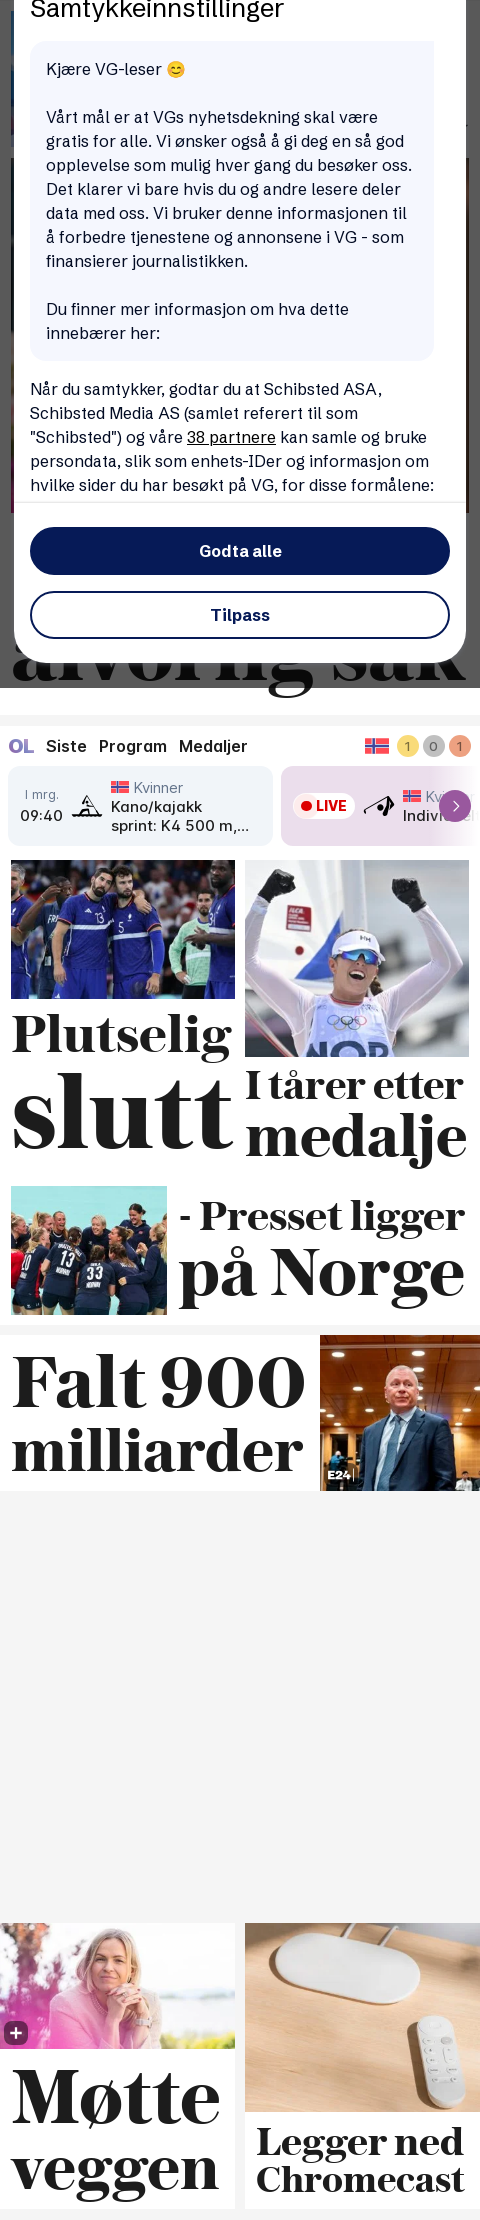 Samtykkeinnstillinger
Kjære VG-leser 😊
Vårt mål er at VGs nyhetsdekning skal være
gratis for alle. Vi ønsker også å gi deg en så god
opplevelse som mulig hver gang du besøker oss.
Det klarer vi bare hvis du og andre lesere deler
data med oss. Vi bruker denne informasjonen til
å forbedre tjenestene og annonsene i VG - som
finansierer journalistikken.
Du finner mer informasjon om hva dette
innebærer her:
Når du samtykker, godtar du at Schibsted ASA,
Schibsted Media AS (samlet referert til som
"Schibsted") og våre 38 partnere kan samle og bruke
persondata, slik som enhets-IDer og informasjon om
hvilke sider du har besøkt på VG, for disse formålene:
Godta alle
Tilpass
alvorlig sak
OL Siste Program Medaljer 1 0 1
I mrg.
09:40
Kvinner
Kano/kajakk
sprint: K4 500 m,...
LIVE
Plutselig
slutt
I tårer etter
medalje
- Presset ligger
på Norge
Falt 900
milliarder
E24
Møtte
veggen
Legger ned
Chromecast